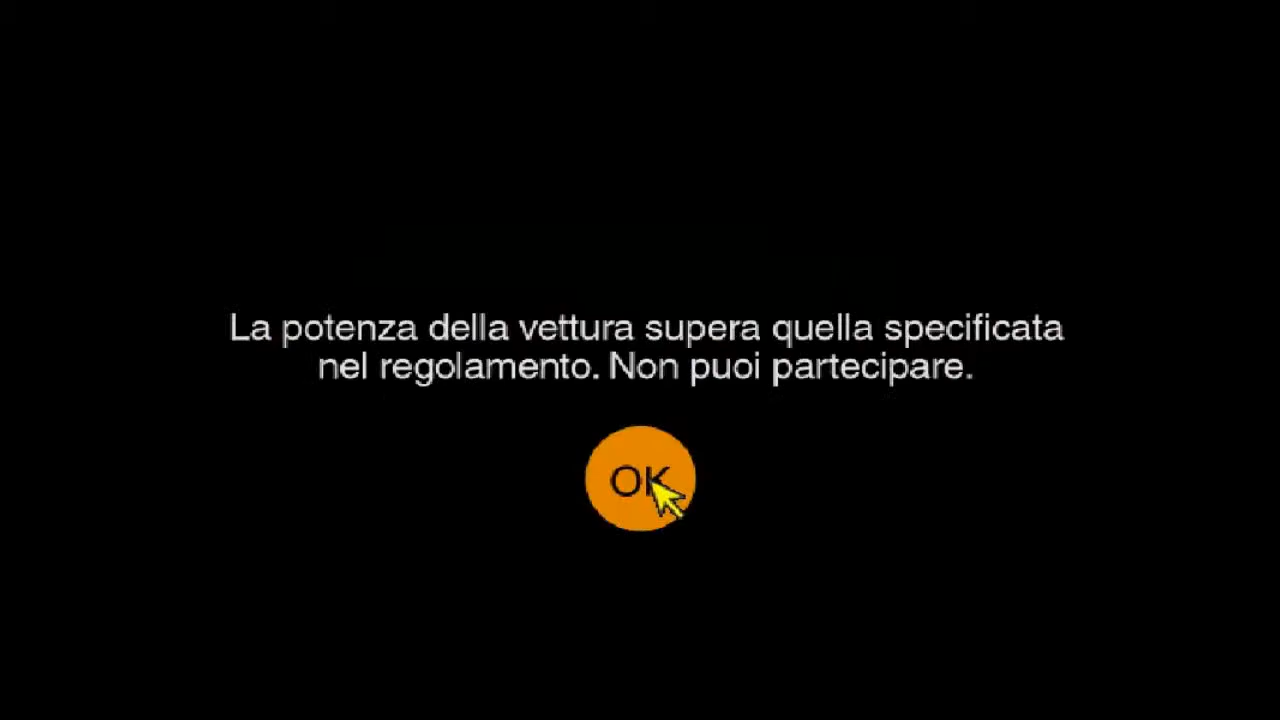 La potenza della vettura supera quella specificata
nel regolamento. Non puoi partecipare.
OK